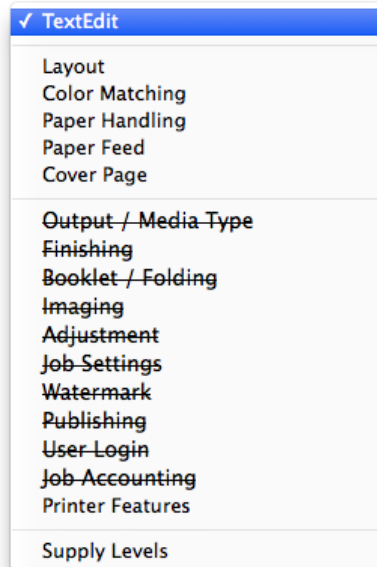 ✓ TextEdit
Layout
Color Matching
Paper Handling
Paper Feed
Cover Page
Output / Media Type
Finishing
Booklet / Folding
Imaging
Adjustment
Job Settings
Watermark
Publishing
User Login
Job Accounting
Printer Features
Supply Levels